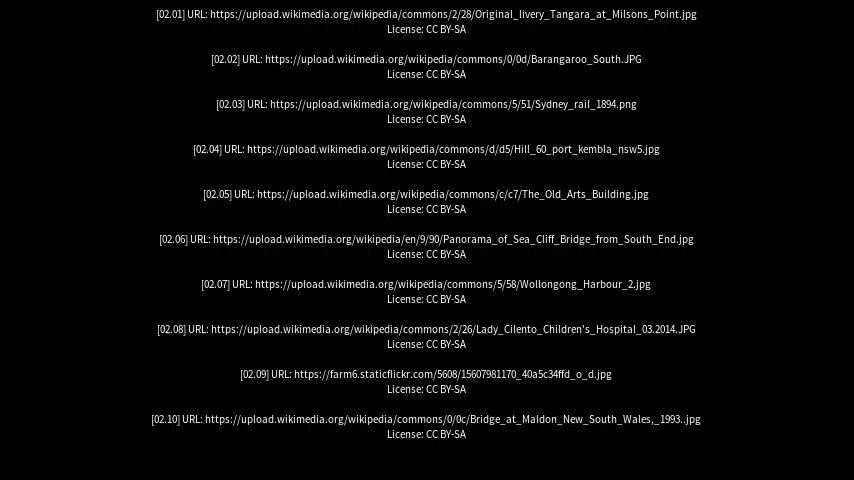 [02.01] URL: https://upload.wikimedia.org/wikipedia/commons/2/28/Original_livery_Tangara_at_Milsons_Point.jpg
License: CC BY-SA
[02.02] URL: https://upload.wikimedia.org/wikipedia/commons/0/0d/Barangaroo_South.JPG
License: CC BY-SA
[02.03] URL: https://upload.wikimedia.org/wikipedia/commons/5/51/Sydney_rail_1894.png
License: CC BY-SA
[02.04] URL: https://upload.wikimedia.org/wikipedia/commons/d/d5/Hill_60_port_kembla_nsw5.jpg
License: CC BY-SA
[02.05] URL: https://upload.wikimedia.org/wikipedia/commons/c/c7/The_Old_Arts_Building.jpg
License: CC BY-SA
[02.06] URL: https://upload.wikimedia.org/wikipedia/en/9/90/Panorama_of_Sea_Cliff_Bridge_from_South_End.jpg
License: CC BY-SA
[02.07] URL: https://upload.wikimedia.org/wikipedia/commons/5/58/Wollongong_Harbour_2.jpg
License: CC BY-SA
[02.08] URL: https://upload.wikimedia.org/wikipedia/commons/2/26/Lady_Cilento_Children's_Hospital_03.2014.JPG
License: CC BY-SA
[02.09] URL: https://farm6.staticflickr.com/5608/15607981170_40a5c34ffd_o_d.jpg
License: CC BY-SA
[02.10] URL: https://upload.wikimedia.org/wikipedia/commons/0/0c/Bridge_at_Maldon_New_South_Wales,_1993..jpg
License: CC BY-SA